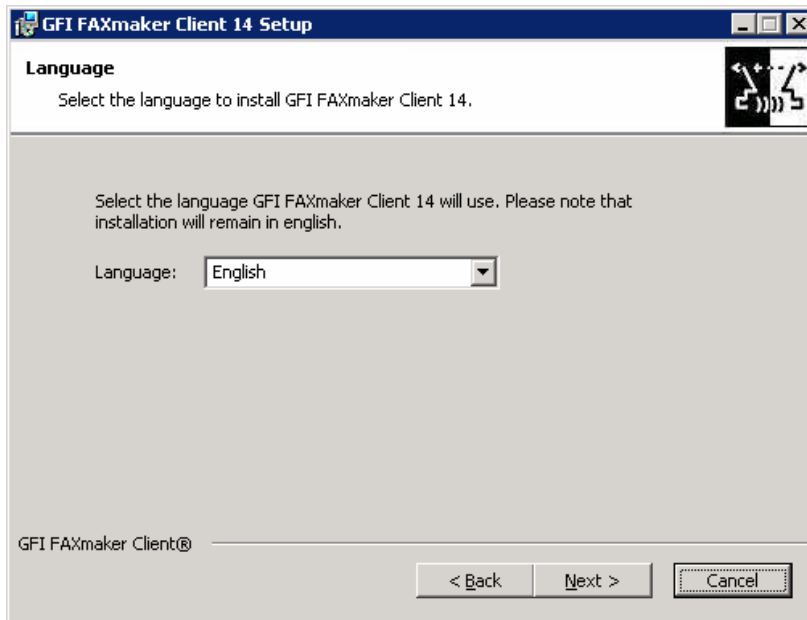 GFI FAXmaker Client 14 Setup
Language
Select the language to install GFI FAXmaker Client 14.
Select the language GFI FAXmaker Client 14 will use. Please note that
installation will remain in english.
Language: English
GFI FAXmaker Client®
< Back Next > Cancel